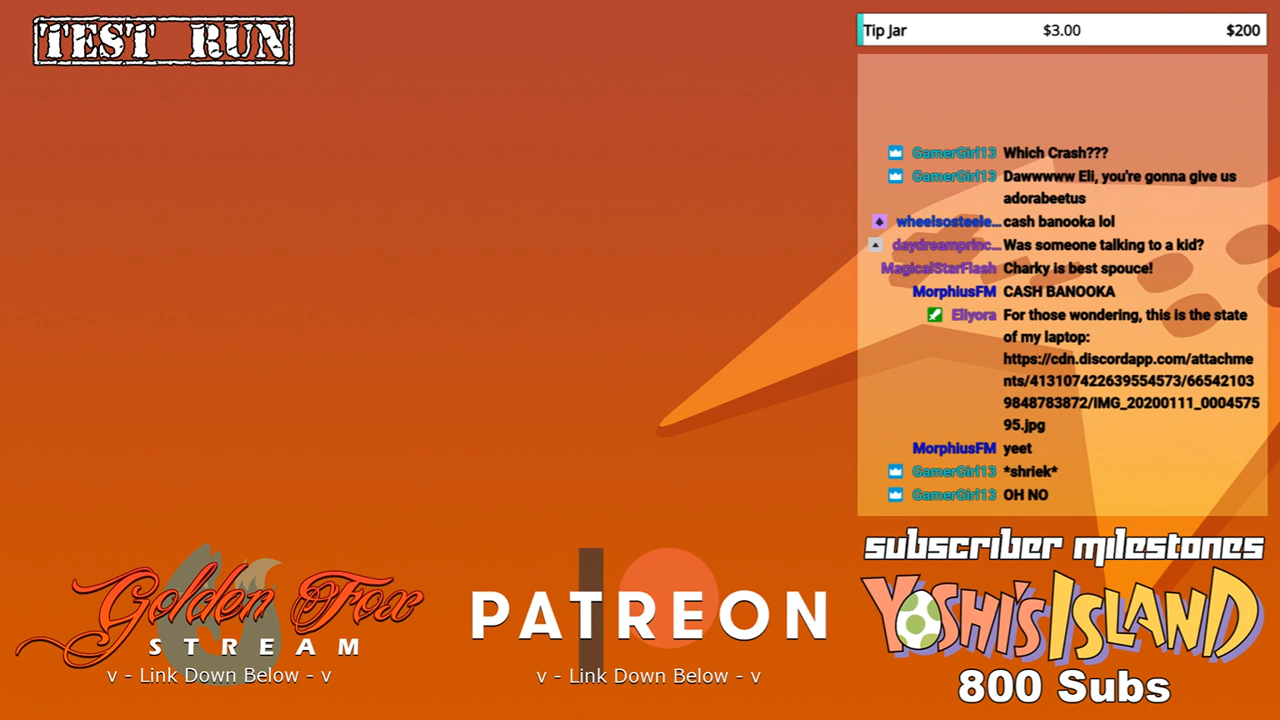 TEST RUN
Tip Jar $3.00 $200
GamerGirl13 Which Crash???
GamerGirl13 Dawwwww Eli, you're gonna give us
adorabeetus
wheelsosteele... cash banooka lol
daydreamprinc... Was someone talking to a kid?
MagicalStarFlash Charky is best spouce!
MorphiusFM CASH BANOOKA
Eliyora For those wondering, this is the state
of my laptop:
https://cdn.discordapp.com/attachme
nts/413107422639554573/66542103
9848783872/IMG_20200111_0004575
95.jpg
MorphiusFM yeet
GamerGirl13 *shriek*
GamerGirl13 OH NO
subscriber milestones
Yoshi's Island
800 Subs
Golden Fox
STREAM
v - Link Down Below - v
PATREON
v - Link Down Below - v